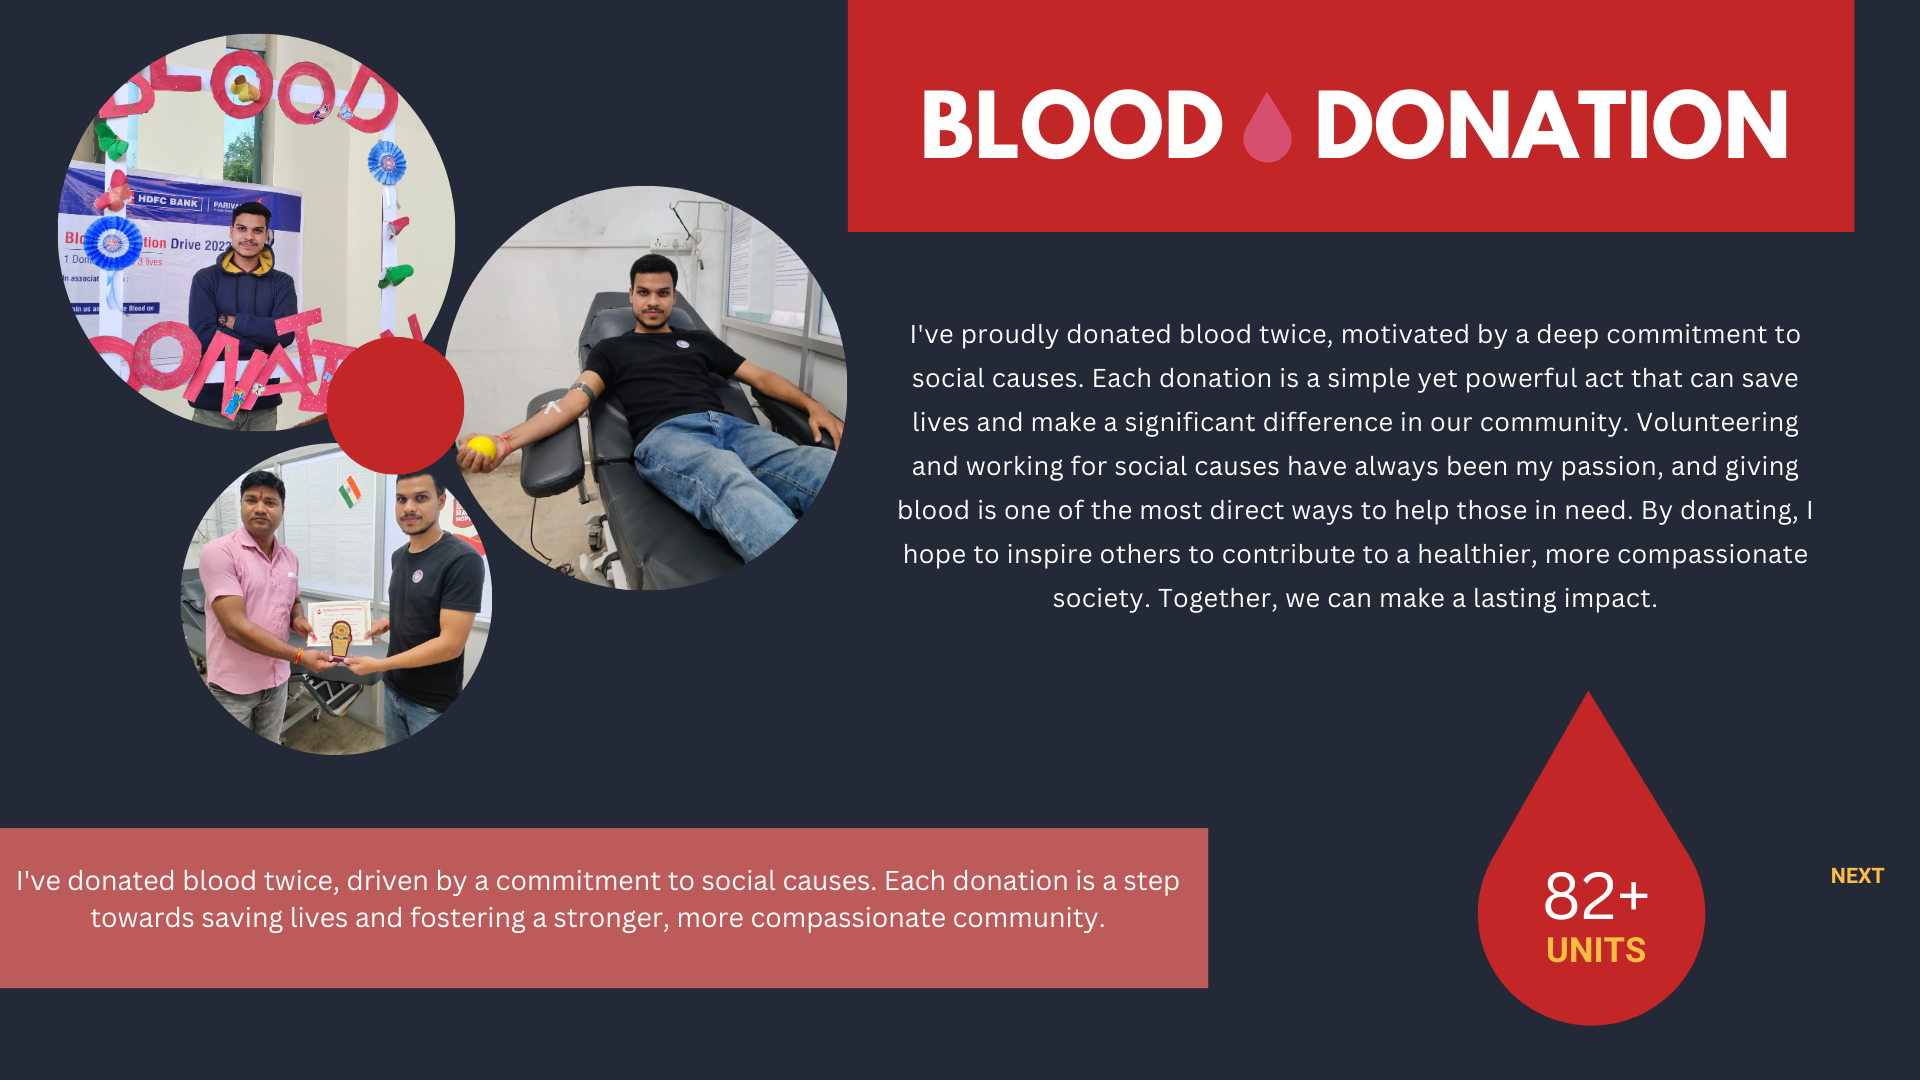 BLOOD DONATION
BLOOD
HDFC BANK
Drive 2022
1 Don
3 lives
DONATION
I've proudly donated blood twice, motivated by a deep commitment to
social causes. Each donation is a simple yet powerful act that can save
lives and make a significant difference in our community. Volunteering
and working for social causes have always been my passion, and giving
blood is one of the most direct ways to help those in need. By donating, I
hope to inspire others to contribute to a healthier, more compassionate
society. Together, we can make a lasting impact.
I've donated blood twice, driven by a commitment to social causes. Each donation is a step
towards saving lives and fostering a stronger, more compassionate community.
82+
UNITS
NEXT